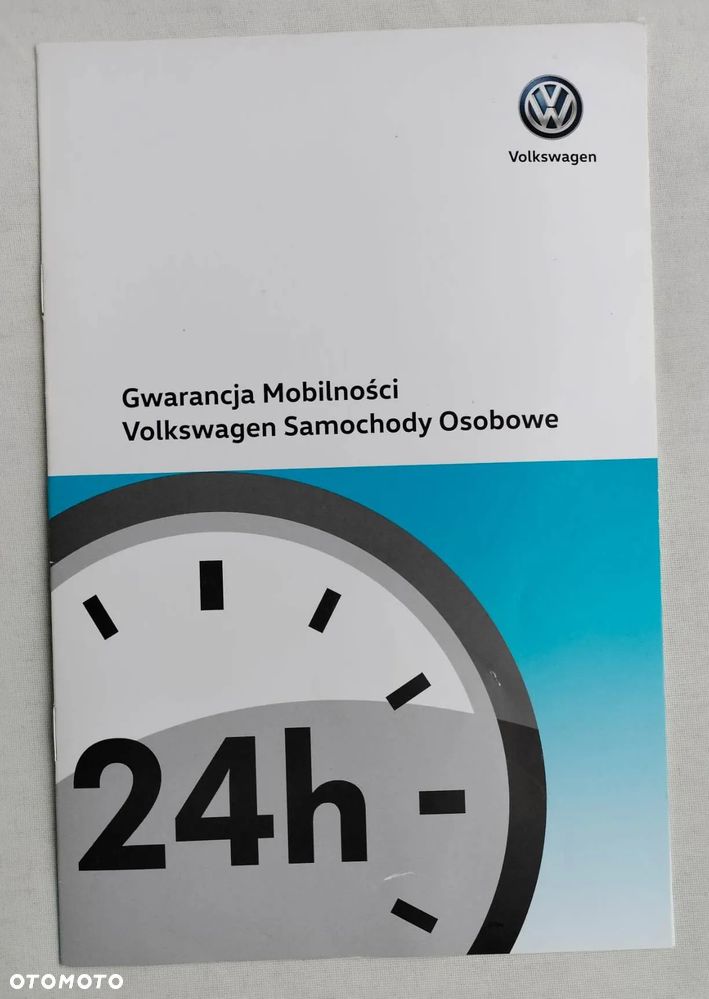 Volkswagen
Gwarancja Mobilności
Volkswagen Samochody Osobowe
24h
OTOMOTO